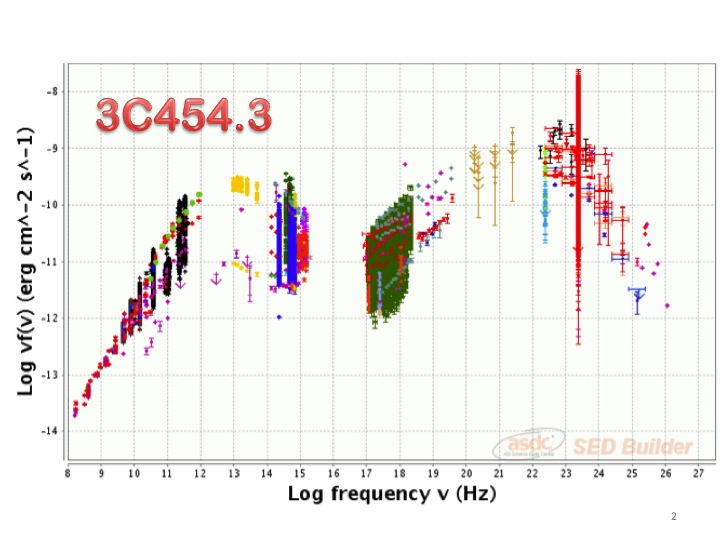 3C454.3
Log νf(ν) (erg cm^-2 s^-1)
-8
-9
-10
-11
-12
-13
-14
asdc
SED Builder
8 9 10 11 12 13 14 15 16 17 18 19 20 21 22 23 24 25 26 27
Log frequency ν (Hz)
2